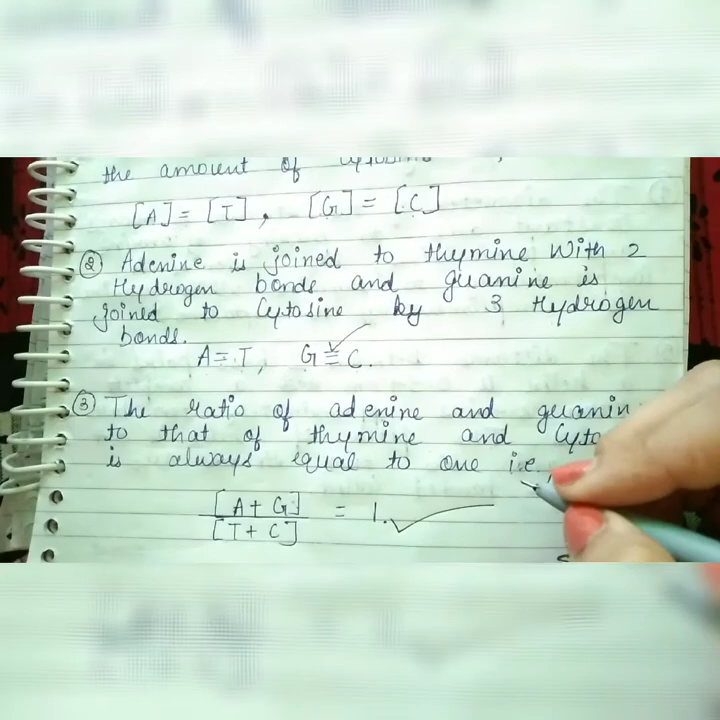 the amount of
[A] = [T], [G] = [C]
② Adenine is joined to thymine With 2
Hydrogen bonds and guanine is
joined to Cytosine by 3 Hydrogen
bonds.
A = T, G ≡ C.
③ The ratio of adenine and guanin
to that of thymine and Cyto
is always equal to one i.e.,
[A + G]
[T + C]
= 1.